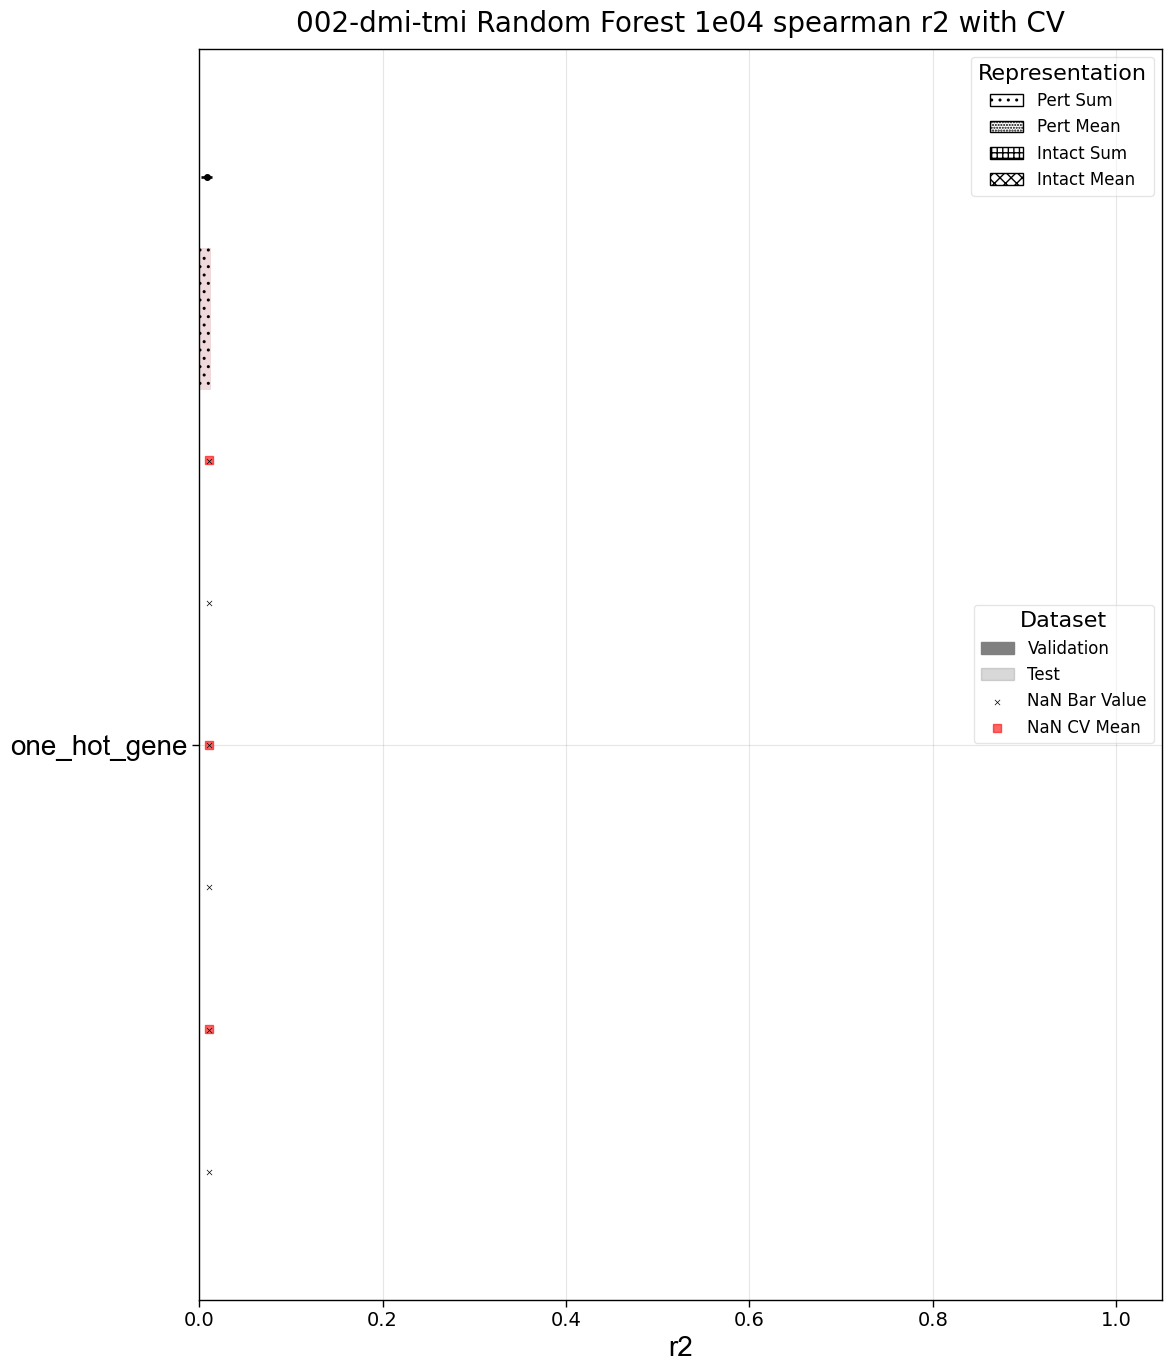 002-dmi-tmi Random Forest 1e04 spearman r2 with CV
Representation
Pert Sum
Pert Mean
Intact Sum
Intact Mean
Dataset
Validation
Test
NaN Bar Value
NaN CV Mean
one_hot_gene
0.0 0.2 0.4 0.6 0.8 1.0
r2